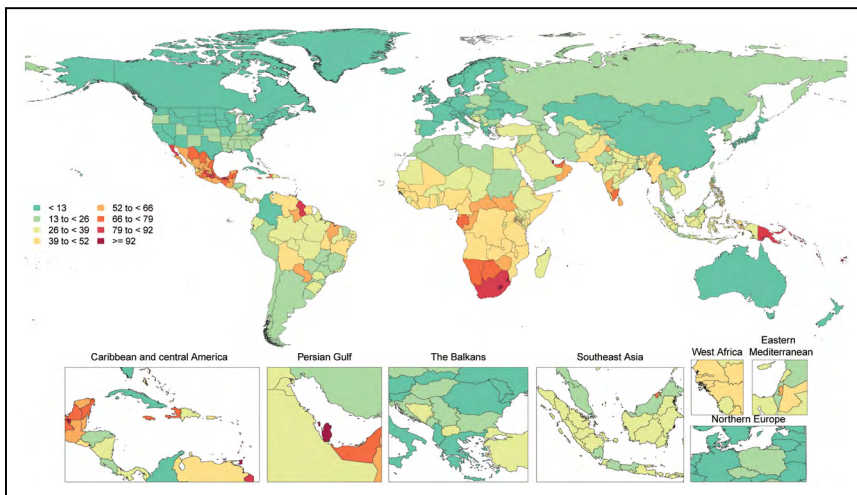 < 13
13 to < 26
26 to < 39
39 to < 52
52 to < 66
66 to < 79
79 to < 92
>= 92
Caribbean and central America
Persian Gulf
The Balkans
Southeast Asia
West Africa
Eastern
Mediterranean
Northern Europe